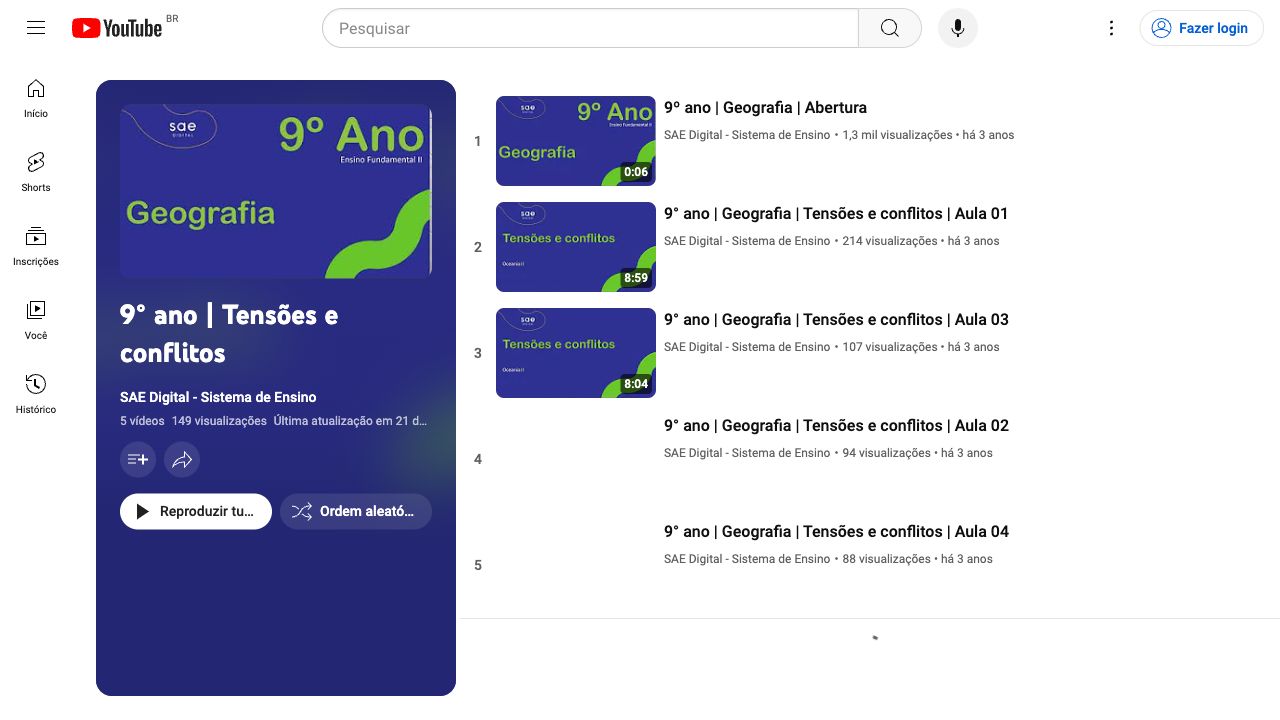 YouTube BR
Pesquisar
Fazer login
Início
Shorts
Inscrições
Você
Histórico
sae
DIGITAL
9º Ano
Ensino Fundamental II
Geografia
9° ano | Tensões e
conflitos
SAE Digital - Sistema de Ensino
5 vídeos 149 visualizações Última atualização em 21 d...
Reproduzir tu...
Ordem aleató...
1
sae
9º Ano
Ensino Fundamental II
Geografia
0:06
9º ano | Geografia | Abertura
SAE Digital - Sistema de Ensino • 1,3 mil visualizações • há 3 anos
2
sae
Tensões e conflitos
Oceania II
8:59
9° ano | Geografia | Tensões e conflitos | Aula 01
SAE Digital - Sistema de Ensino • 214 visualizações • há 3 anos
3
sae
Tensões e conflitos
Oceania II
8:04
9° ano | Geografia | Tensões e conflitos | Aula 03
SAE Digital - Sistema de Ensino • 107 visualizações • há 3 anos
4
9° ano | Geografia | Tensões e conflitos | Aula 02
SAE Digital - Sistema de Ensino • 94 visualizações • há 3 anos
5
9° ano | Geografia | Tensões e conflitos | Aula 04
SAE Digital - Sistema de Ensino • 88 visualizações • há 3 anos